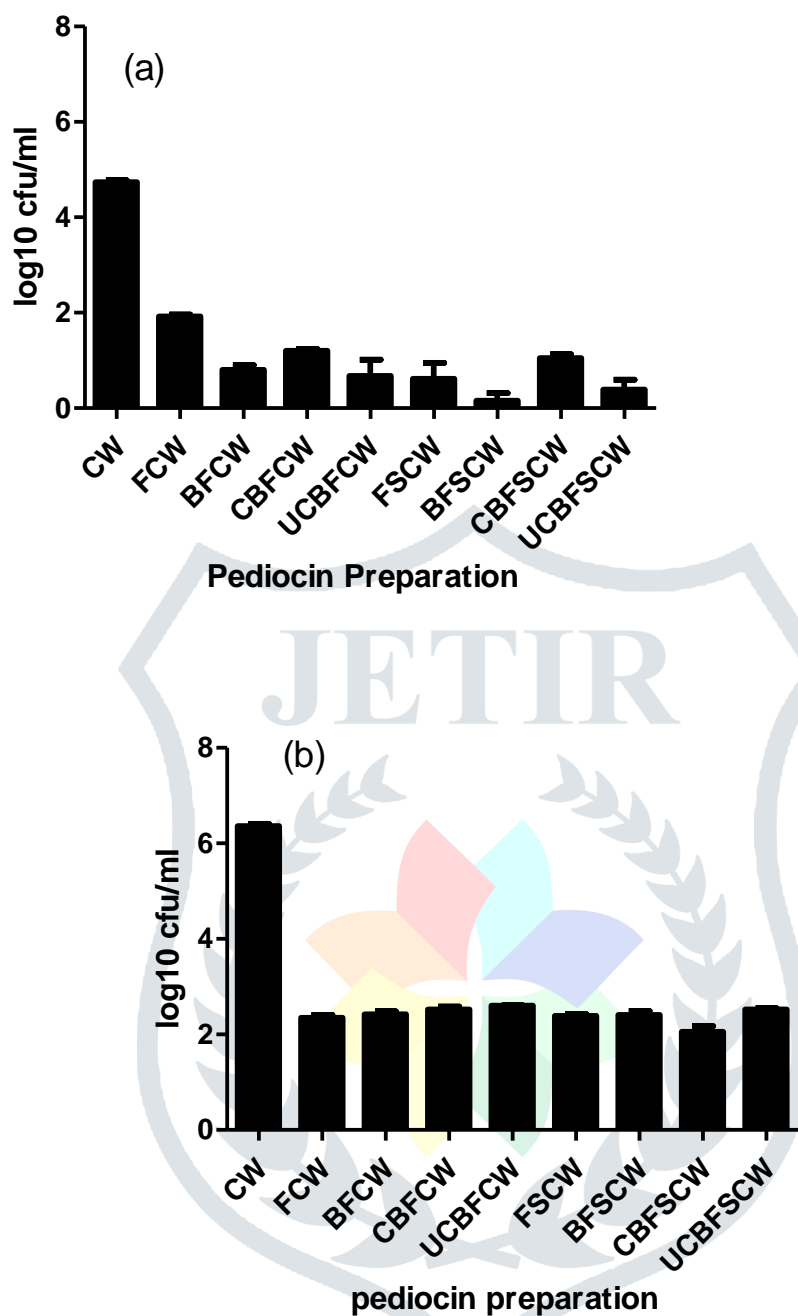 (a)
log10 cfu/ml
8
6
4
2
0
CW
FCW
BFCW
CBFCW
UCBFCW
FSCW
BFSCW
CBFSCW
UCBFSCW
Pediocin Preparation
JETIR
(b)
log10 cfu/ml
8
6
4
2
0
CW
FCW
BFCW
CBFCW
UCBFCW
FSCW
BFSCW
CBFSCW
UCBFSCW
pediocin preparation